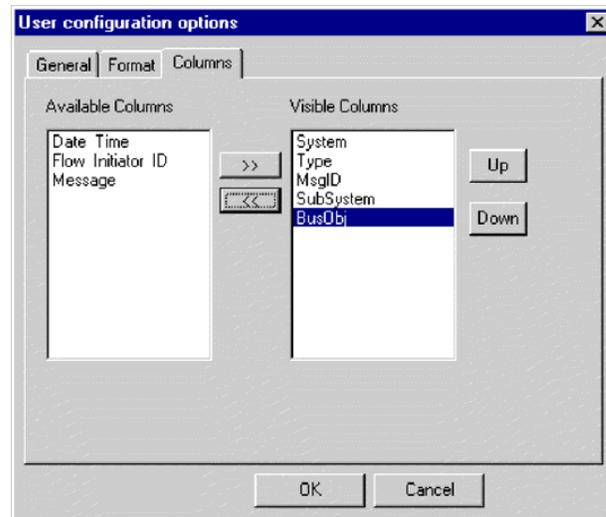 User configuration options
General
Format
Columns
Available Columns
Visible Columns
Date Time
Flow Initiator ID
Message
>>
<<
System
Type
MsgID
SubSystem
BusObj
Up
Down
OK
Cancel